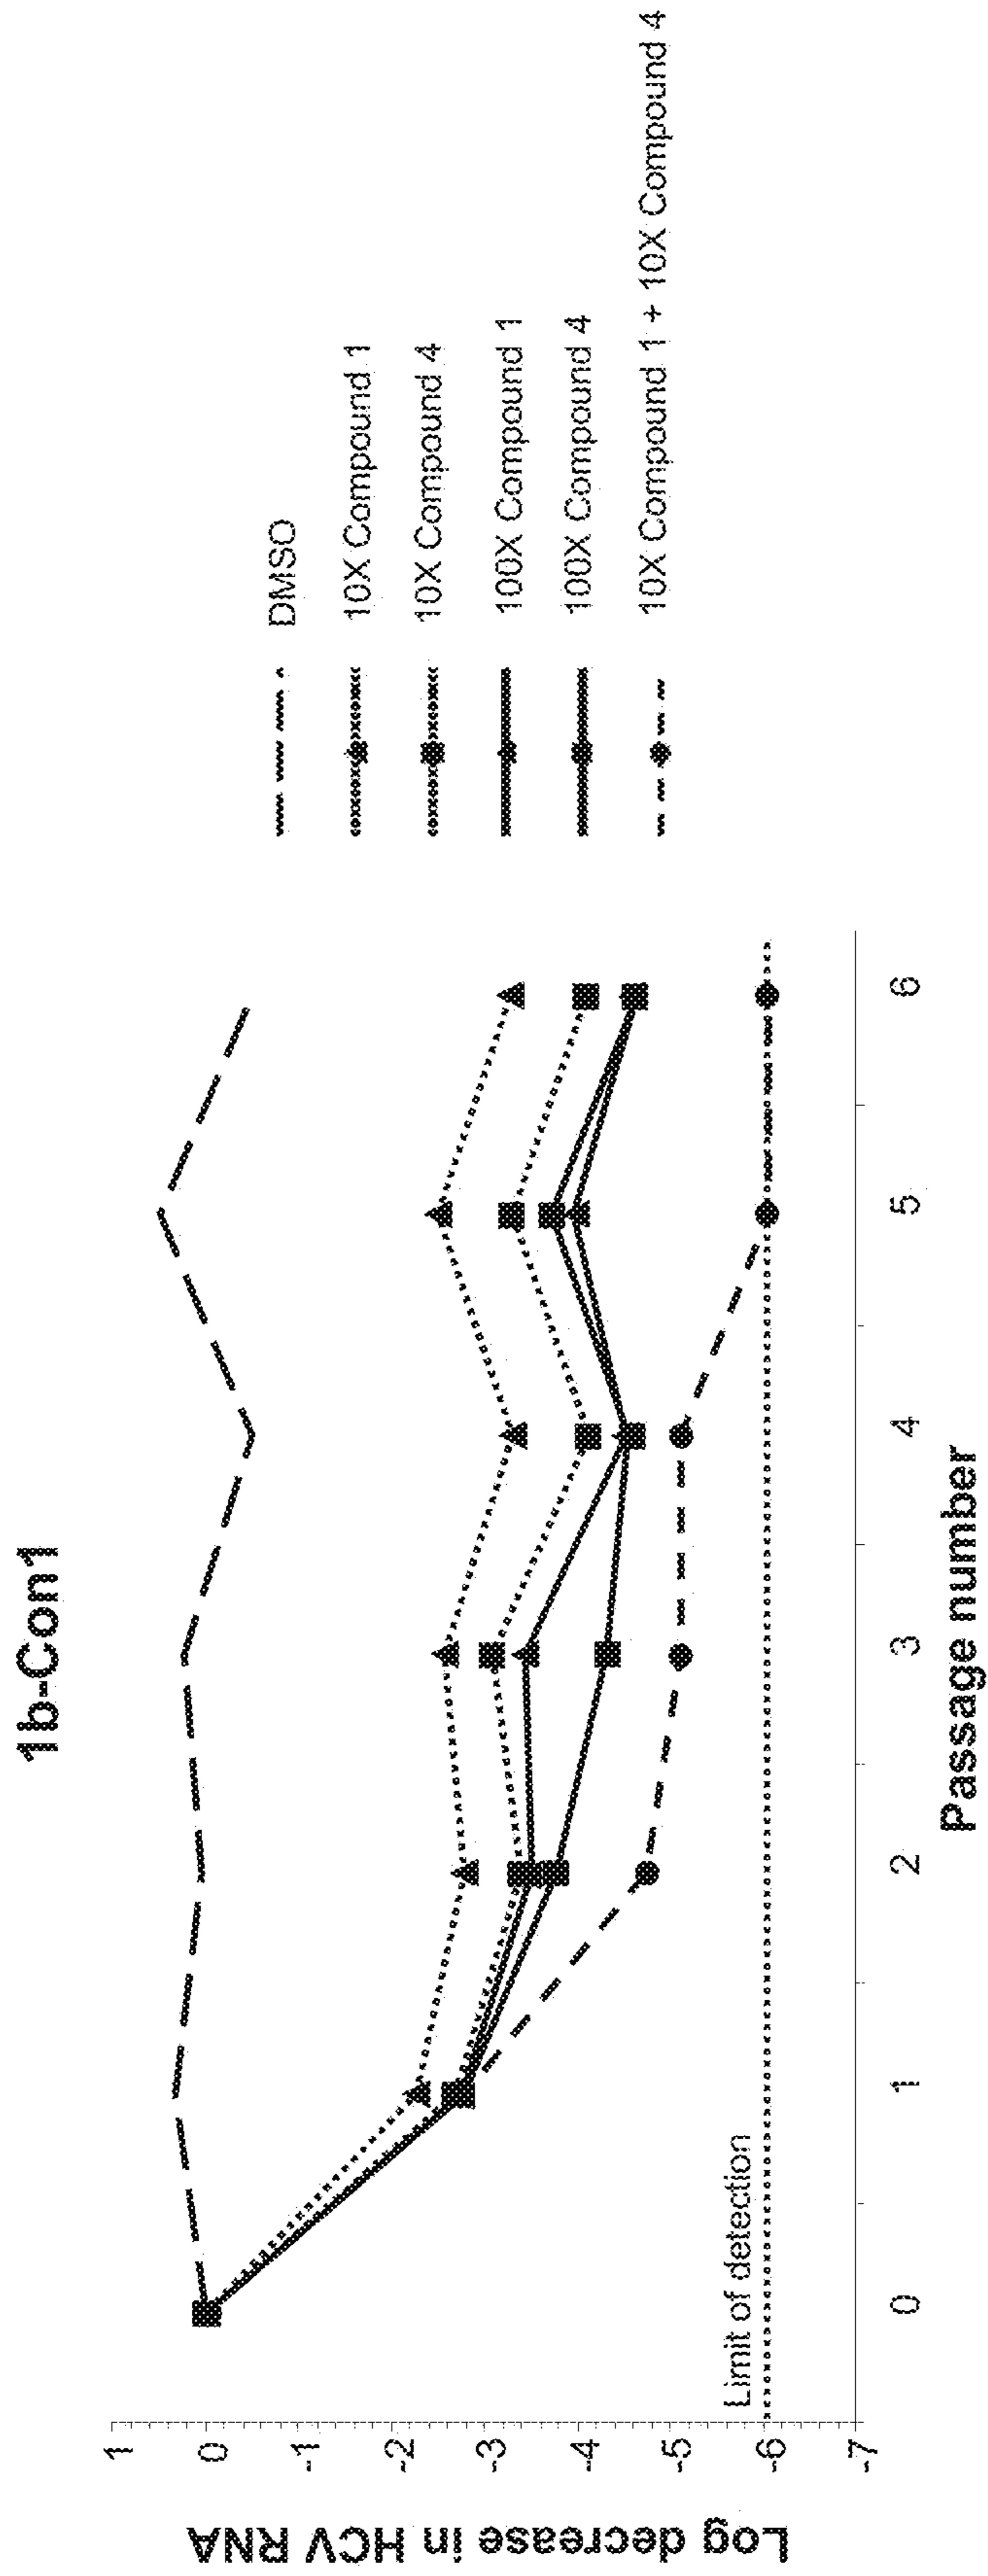 1b-Con1
Log decrease in HCV RNA
1
0
-1
-2
-3
-4
-5
-6
-7
Limit of detection
0 1 2 3 4 5 6
Passage number
DMSO
10X Compound 1
10X Compound 4
100X Compound 1
100X Compound 4
10X Compound 1 + 10X Compound 4